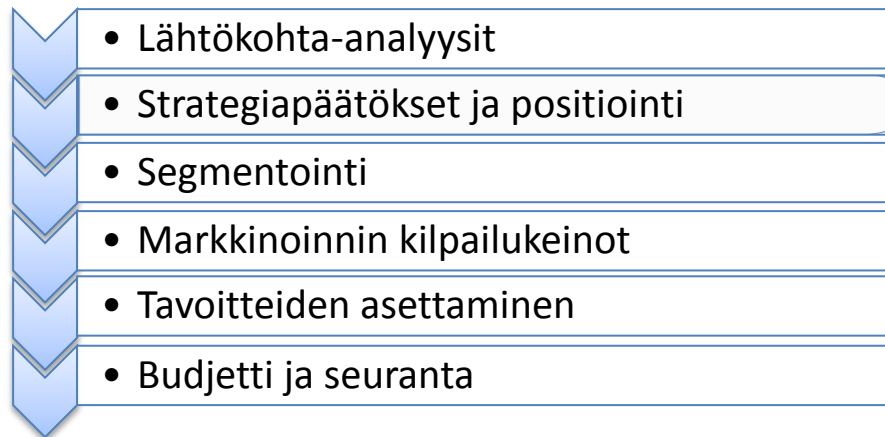 • Lähtökohta-analyysit
• Strategiapäätökset ja positiointi
• Segmentointi
• Markkinoinnin kilpailukeinot
• Tavoitteiden asettaminen
• Budjetti ja seuranta